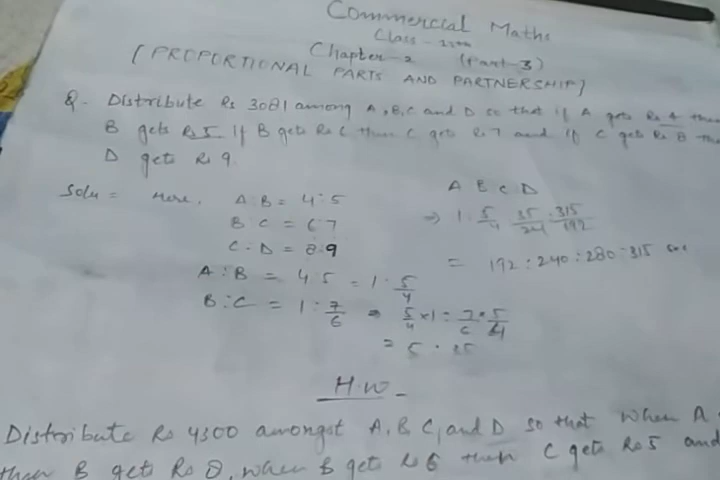 Commercial Maths
Class -
Chapter-2 (Part-3)
(PROPORTIONAL PARTS AND PARTNERSHIP)
Q- Distribute Rs 3081 among A, B, C and D so that if A gets Rs 4 then
B gets Rs 5 If B gets Rs 6 then C gets Rs 7 and if C gets Rs 8 the
D gets Rs 9
Solu = Here, A:B = 4:5
B C = 6 7
C:D = 8:9
A:B = 4 5 = 1 : 5/4
B:C = 1 : 7/6 = 5/4 × 1 : 7/6 × 5/4
= 5 : 35
A B C D
⇒ 1 : 5/4 35/24 : 315/192
= 192 : 240 : 280 : 315
H.W -
Distribute Rs 4300 amongst A, B C, and D so that when A
than B get Rs 8, when B get Rs 6 then C gets Rs 5 and